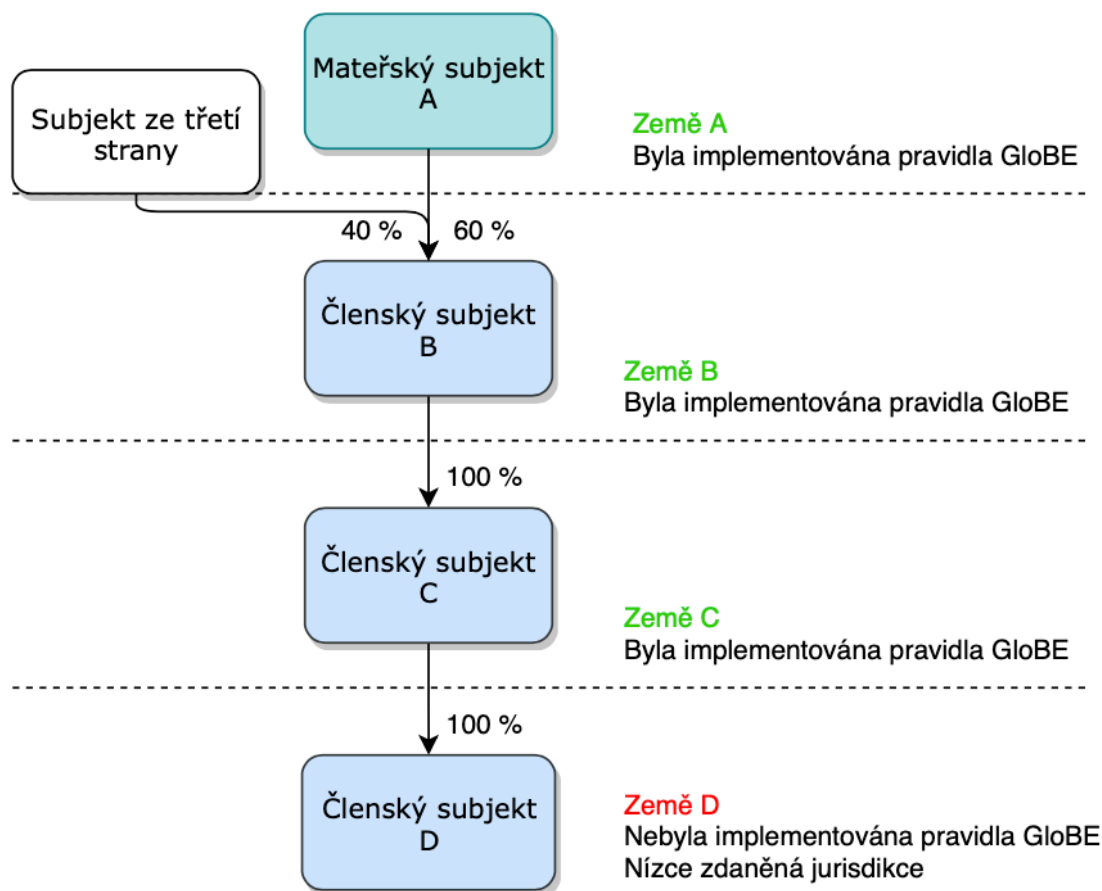 Mateřský subjekt
A
Subjekt ze třetí
strany
Země A
Byla implementována pravidla GloBE
40 %
60 %
Členský subjekt
B
Země B
Byla implementována pravidla GloBE
100 %
Členský subjekt
C
Země C
Byla implementována pravidla GloBE
100 %
Členský subjekt
D
Země D
Nebyla implementována pravidla GloBE
Nízce zdaněná jurisdikce